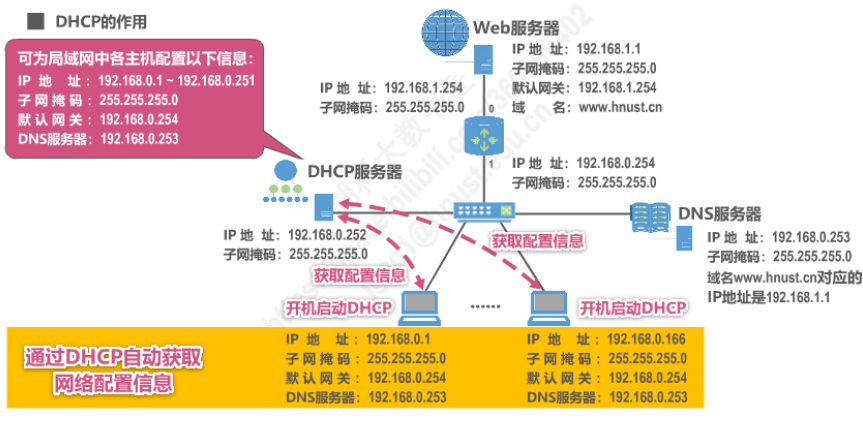 DHCP的作用
可为局域网中各主机配置以下信息：
IP 地 址：192.168.0.1 ~ 192.168.0.251
子 网 掩 码：255.255.255.0
默 认 网 关：192.168.0.254
DNS服务器：192.168.0.253
Web服务器
IP 地 址：192.168.1.1
子网掩码：255.255.255.0
默认网关：192.168.1.254
域 名：www.hnust.cn
IP 地 址：192.168.1.254
子网掩码：255.255.255.0
0
1
IP 地 址：192.168.0.254
子网掩码：255.255.255.0
DHCP服务器
IP 地 址：192.168.0.252
子网掩码：255.255.255.0
DNS服务器
IP 地 址：192.168.0.253
子网掩码：255.255.255.0
域名www.hnust.cn对应的
IP地址是192.168.1.1
获取配置信息
获取配置信息
开机启动DHCP
......
开机启动DHCP
通过DHCP自动获取
网络配置信息
IP 地 址：192.168.0.1
子 网 掩 码：255.255.255.0
默 认 网 关：192.168.0.254
DNS服务器：192.168.0.253
IP 地 址：192.168.0.166
子 网 掩 码：255.255.255.0
默 认 网 关：192.168.0.254
DNS服务器：192.168.0.253